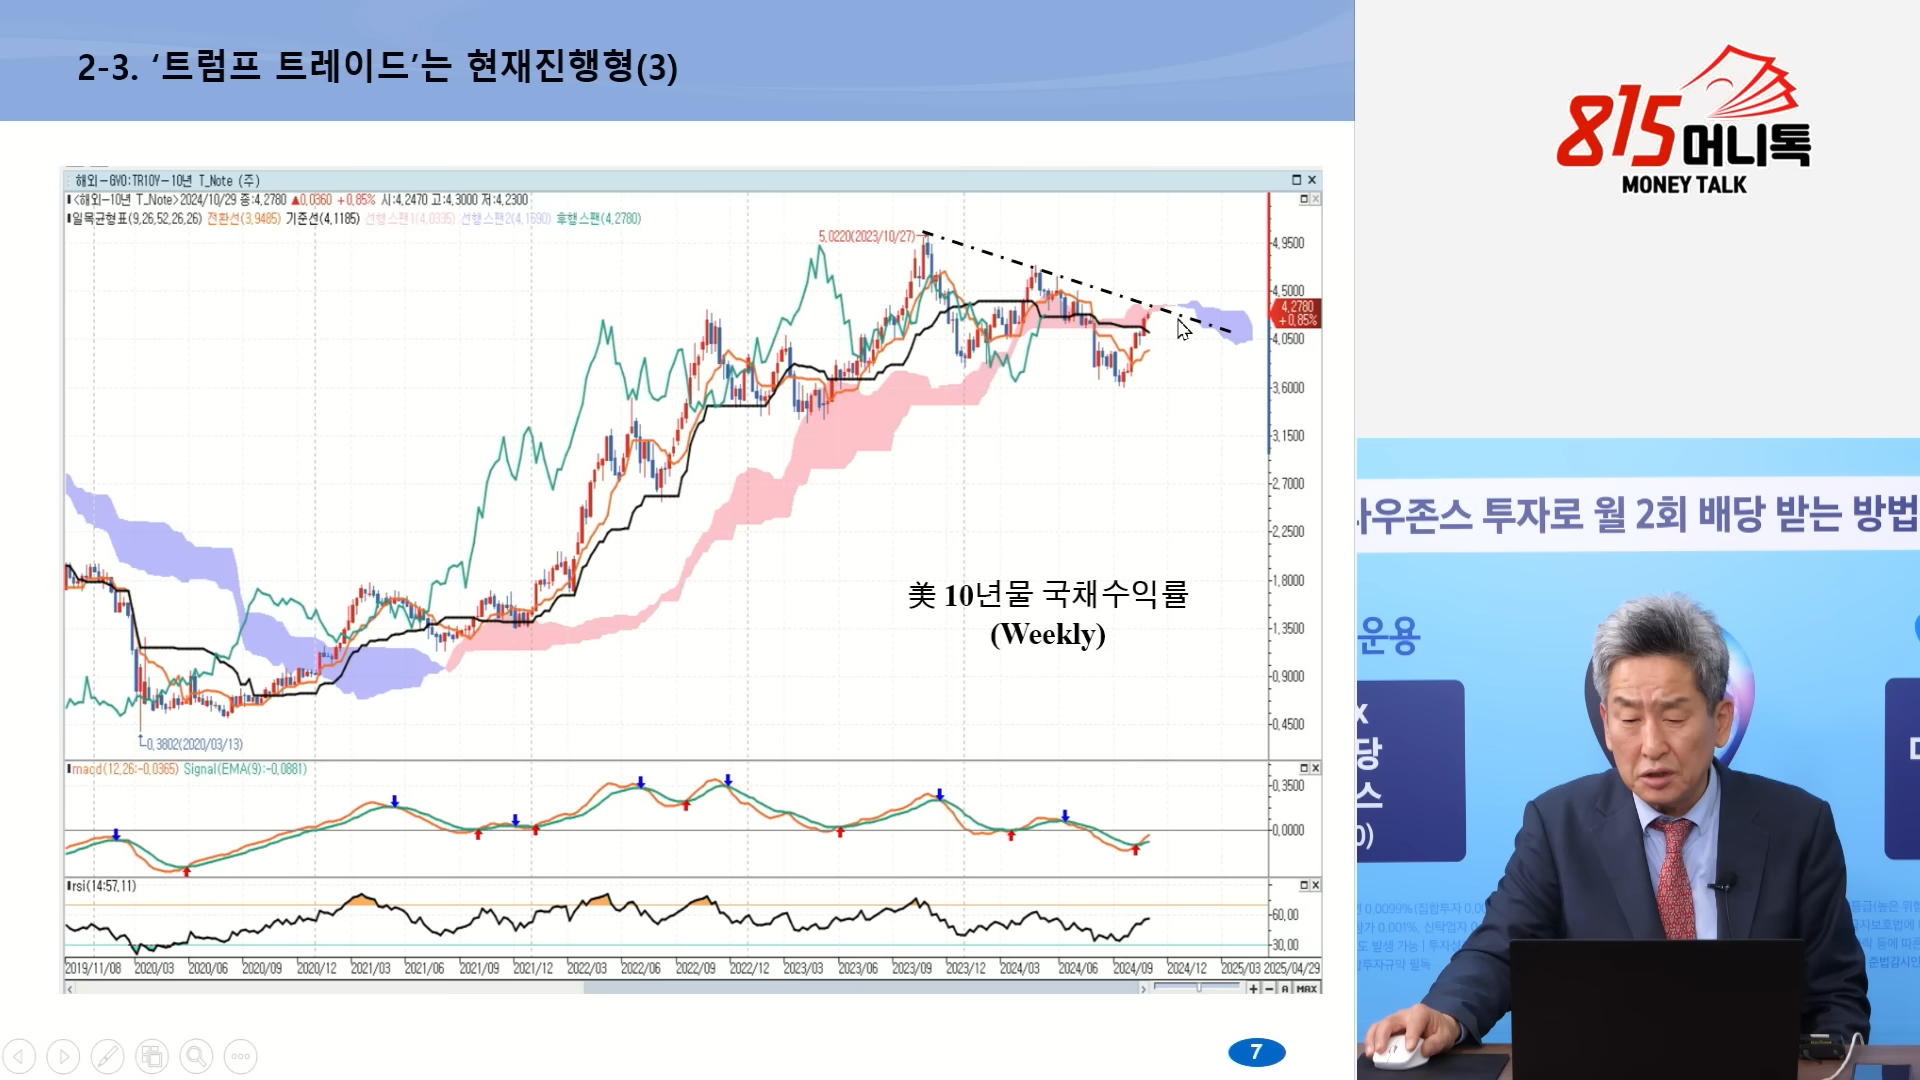 2-3. ‘트럼프 트레이드’는 현재진행형(3)
해외-GVO:TR10Y-10년 T_Note (주)
<해외-10년 T_Note>2024/10/29 종:4,2780 ▲0,0360 +0,85% 시:4,2470 고:4,3000 저:4,2300
일목균형표(9,26,52,26,26) 전환선(3,9485) 기준선(4,1185) 선행스팬1(4,0335) 선행스팬2(4,1690) 후행스팬(4,2780)
5,0220(2023/10/27)
4,9500
4,5000
4,2780
+0,85%
4,0500
3,6000
3,1500
2,7000
2,2500
1,8000
1,3500
0,9000
0,4500
美 10년물 국채수익률
(Weekly)
0,3802(2020/03/13)
macd(12,26:-0,0365) Signal(EMA(9):-0,0881)
0,3500
0,0000
rsi(14:57,11)
60,00
30,00
2019/11/08 2020/03 2020/06 2020/09 2020/12 2021/03 2021/06 2021/09 2021/12 2022/03 2022/06 2022/09 2022/12 2023/03 2023/06 2023/09 2023/12 2024/03 2024/06 2024/09 2024/12 2025/03 2025/04/29
A MAX
7
815머니톡
MONEY TALK
우존스 투자로 월 2회 배당 받는 방법
운용
당
스
0)